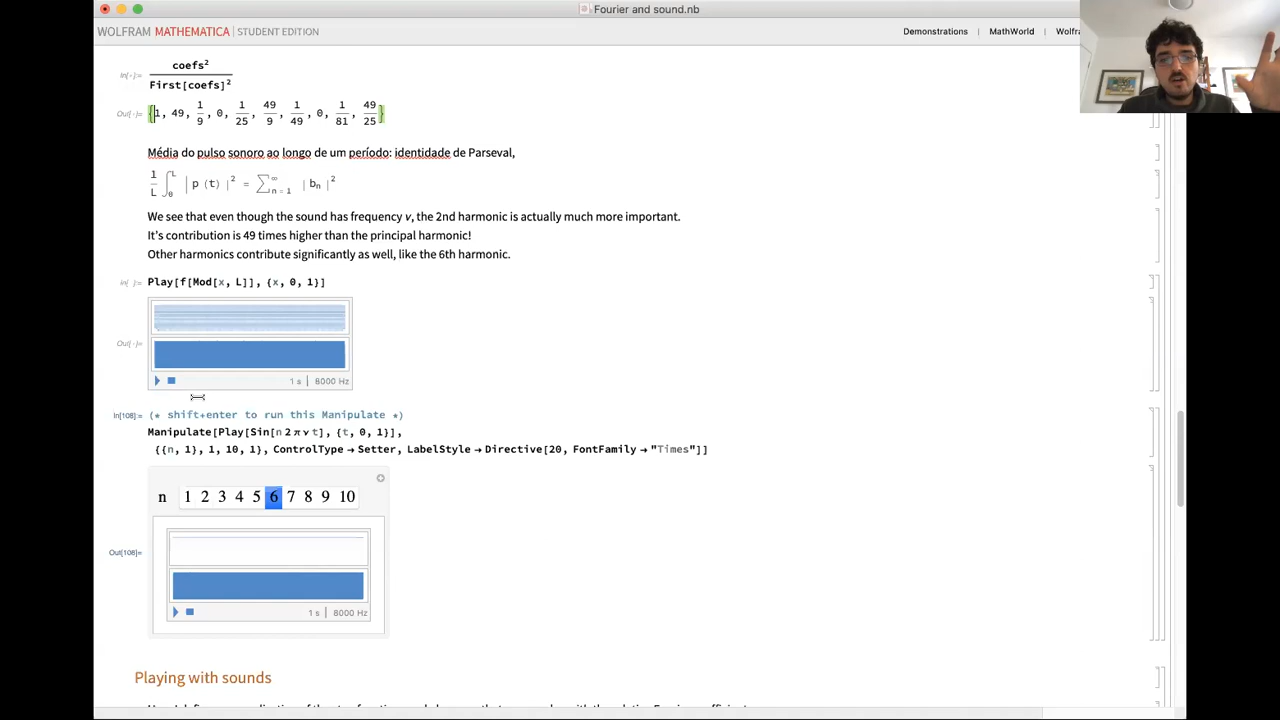 Fourier and sound.nb
WOLFRAM MATHEMATICA | STUDENT EDITION Demonstrations MathWorld
In[-]:= coefs² / First[coefs]²
Out[-]= {1, 49, 1/9, 0, 1/25, 49/9, 1/49, 0, 1/81, 49/25}
Média do pulso sonoro ao longo de um período: identidade de Parseval,
1/L ∫₀ᴸ | p (t) |² = ∑ₙ₌₁^∞ | bₙ |²
We see that even though the sound has frequency ν, the 2nd harmonic is actually much more important.
It's contribution is 49 times higher than the principal harmonic!
Other harmonics contribute significantly as well, like the 6th harmonic.
In[-]:= Play[f[Mod[x, L]], {x, 0, 1}]
Out[-]=
1 s | 8000 Hz
In[108]:= (* shift+enter to run this Manipulate *)
Manipulate[Play[Sin[n 2 π ν t], {t, 0, 1}],
{{n, 1}, 1, 10, 1}, ControlType → Setter, LabelStyle → Directive[20, FontFamily → "Times"]]
n 1 2 3 4 5 6 7 8 9 10
Out[108]=
1 s | 8000 Hz
Playing with sounds